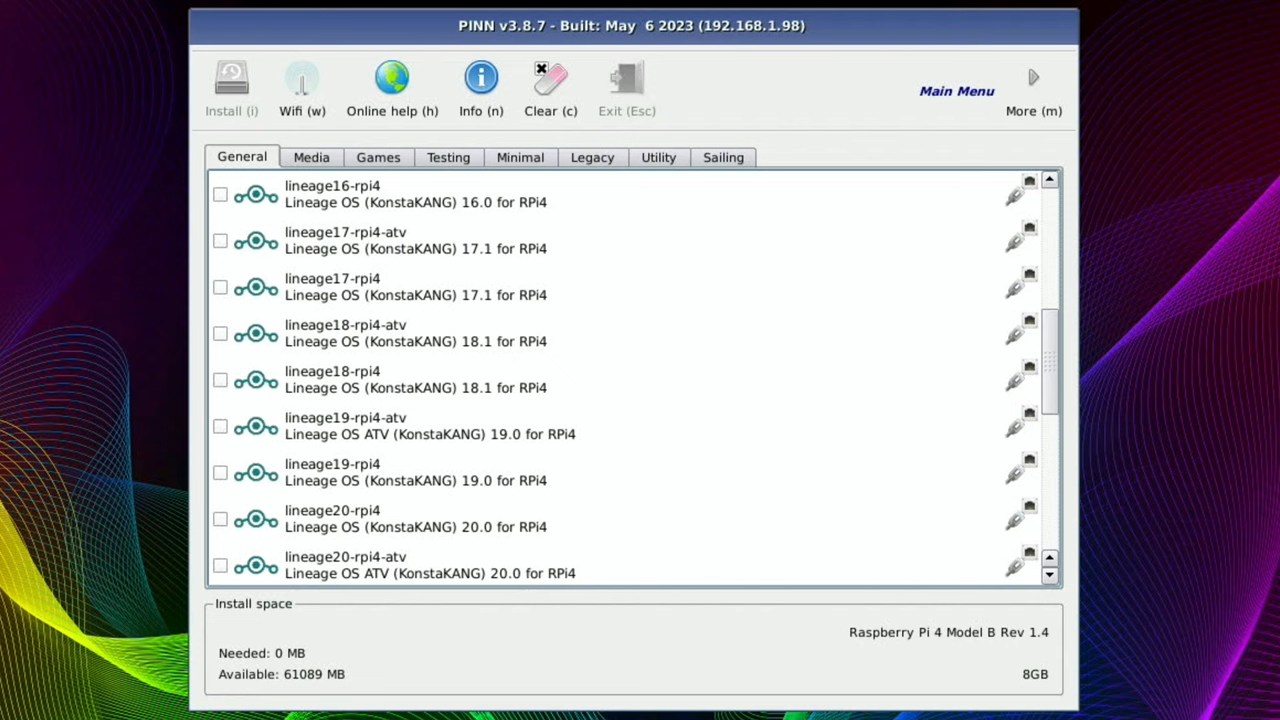 PINN v3.8.7 - Built: May  6 2023 (192.168.1.98)
Install (i)
Wifi (w)
Online help (h)
Info (n)
Clear (c)
Exit (Esc)
Main Menu
More (m)
General
Media
Games
Testing
Minimal
Legacy
Utility
Sailing
lineage16-rpi4
Lineage OS (KonstaKANG) 16.0 for RPi4
lineage17-rpi4-atv
Lineage OS (KonstaKANG) 17.1 for RPi4
lineage17-rpi4
Lineage OS (KonstaKANG) 17.1 for RPi4
lineage18-rpi4-atv
Lineage OS (KonstaKANG) 18.1 for RPi4
lineage18-rpi4
Lineage OS (KonstaKANG) 18.1 for RPi4
lineage19-rpi4-atv
Lineage OS ATV (KonstaKANG) 19.0 for RPi4
lineage19-rpi4
Lineage OS (KonstaKANG) 19.0 for RPi4
lineage20-rpi4
Lineage OS (KonstaKANG) 20.0 for RPi4
lineage20-rpi4-atv
Lineage OS ATV (KonstaKANG) 20.0 for RPi4
Install space
Raspberry Pi 4 Model B Rev 1.4
Needed: 0 MB
Available: 61089 MB
8GB